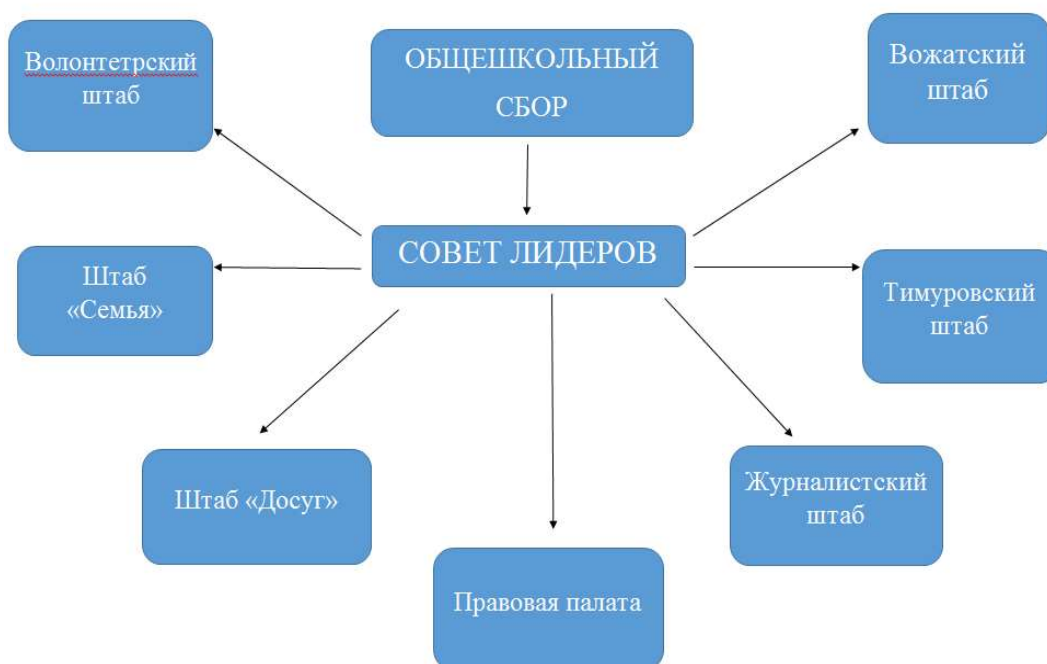 Волонтетрский
штаб
ОБЩЕШКОЛЬНЫЙ
СБОР
Вожатский
штаб
СОВЕТ ЛИДЕРОВ
Штаб
«Семья»
Тимуровский
штаб
Штаб «Досуг»
Журналистский
штаб
Правовая палата